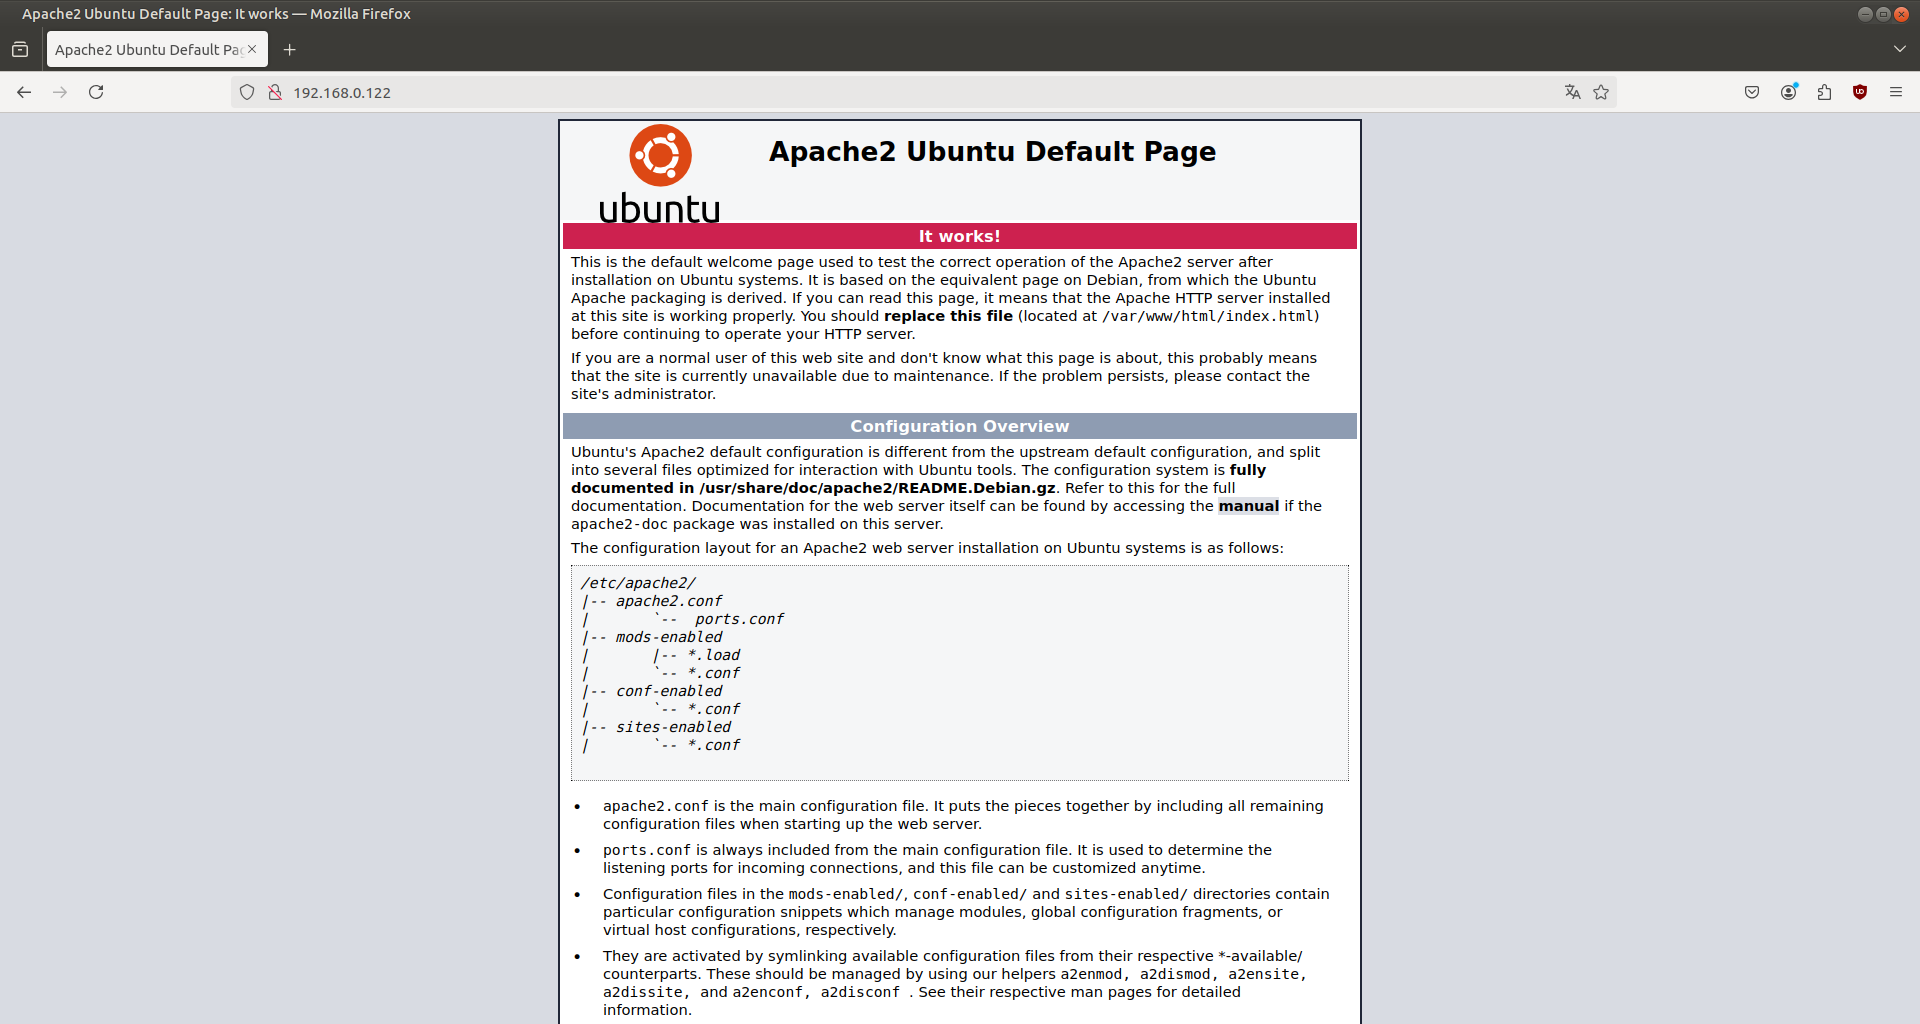 Apache2 Ubuntu Default Page: It works — Mozilla Firefox
Apache2 Ubuntu Default Pag
192.168.0.122
ubuntu
Apache2 Ubuntu Default Page
It works!
This is the default welcome page used to test the correct operation of the Apache2 server after
installation on Ubuntu systems. It is based on the equivalent page on Debian, from which the Ubuntu
Apache packaging is derived. If you can read this page, it means that the Apache HTTP server installed
at this site is working properly. You should replace this file (located at /var/www/html/index.html)
before continuing to operate your HTTP server.
If you are a normal user of this web site and don't know what this page is about, this probably means
that the site is currently unavailable due to maintenance. If the problem persists, please contact the
site's administrator.
Configuration Overview
Ubuntu's Apache2 default configuration is different from the upstream default configuration, and split
into several files optimized for interaction with Ubuntu tools. The configuration system is fully
documented in /usr/share/doc/apache2/README.Debian.gz. Refer to this for the full
documentation. Documentation for the web server itself can be found by accessing the manual if the
apache2-doc package was installed on this server.
The configuration layout for an Apache2 web server installation on Ubuntu systems is as follows:
/etc/apache2/
|-- apache2.conf
|       `--  ports.conf
|-- mods-enabled
|       |-- *.load
|       `-- *.conf
|-- conf-enabled
|       `-- *.conf
|-- sites-enabled
|       `-- *.conf
• apache2.conf is the main configuration file. It puts the pieces together by including all remaining
configuration files when starting up the web server.
• ports.conf is always included from the main configuration file. It is used to determine the
listening ports for incoming connections, and this file can be customized anytime.
• Configuration files in the mods-enabled/, conf-enabled/ and sites-enabled/ directories contain
particular configuration snippets which manage modules, global configuration fragments, or
virtual host configurations, respectively.
• They are activated by symlinking available configuration files from their respective *-available/
counterparts. These should be managed by using our helpers a2enmod, a2dismod, a2ensite,
a2dissite, and a2enconf, a2disconf . See their respective man pages for detailed
information.